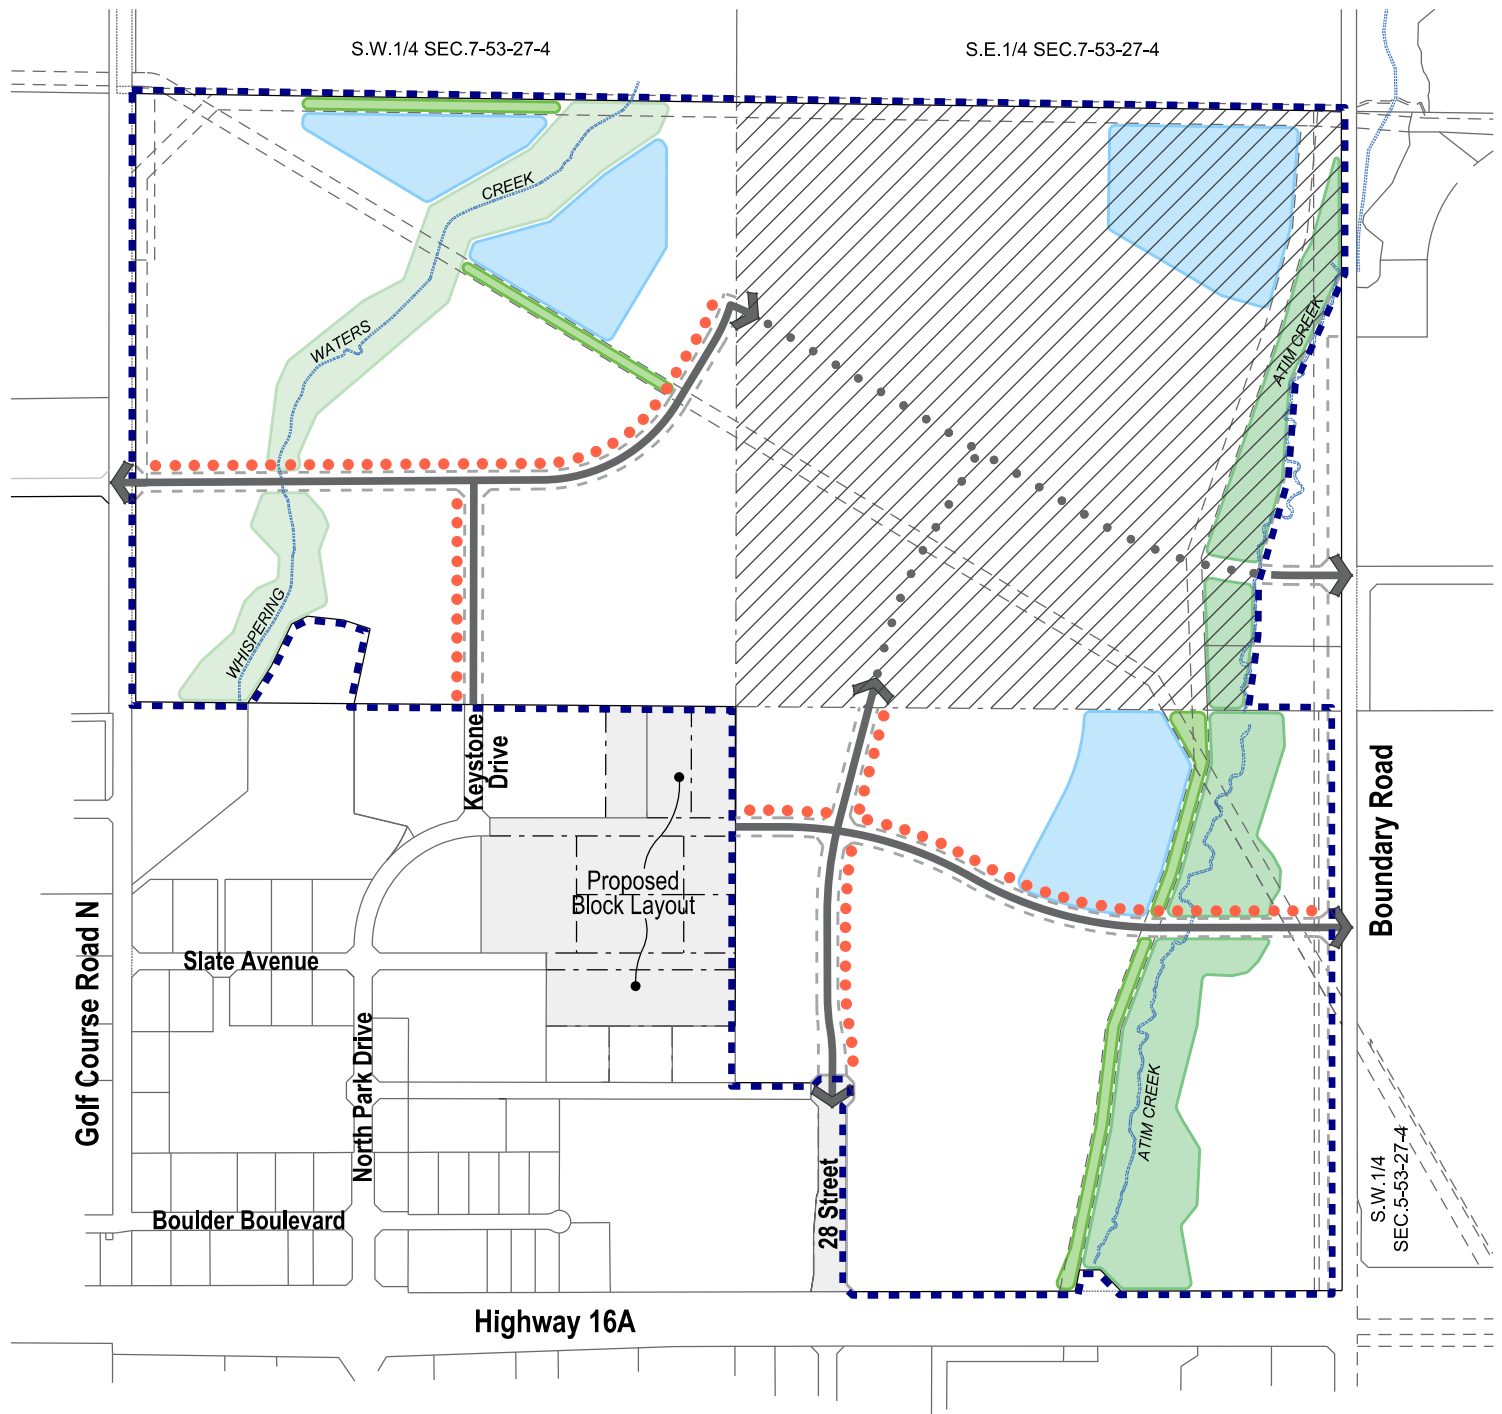 S.W.1/4 SEC.7-53-27-4
S.E.1/4 SEC.7-53-27-4
CREEK
WATERS
WHISPERING
ATIM CREEK
Keystone
Drive
Proposed
Block Layout
Boundary Road
Golf Course Road N
Slate Avenue
North Park Drive
ATIM CREEK
28 Street
S.W.1/4
SEC.5-53-27-4
Boulder Boulevard
Highway 16A